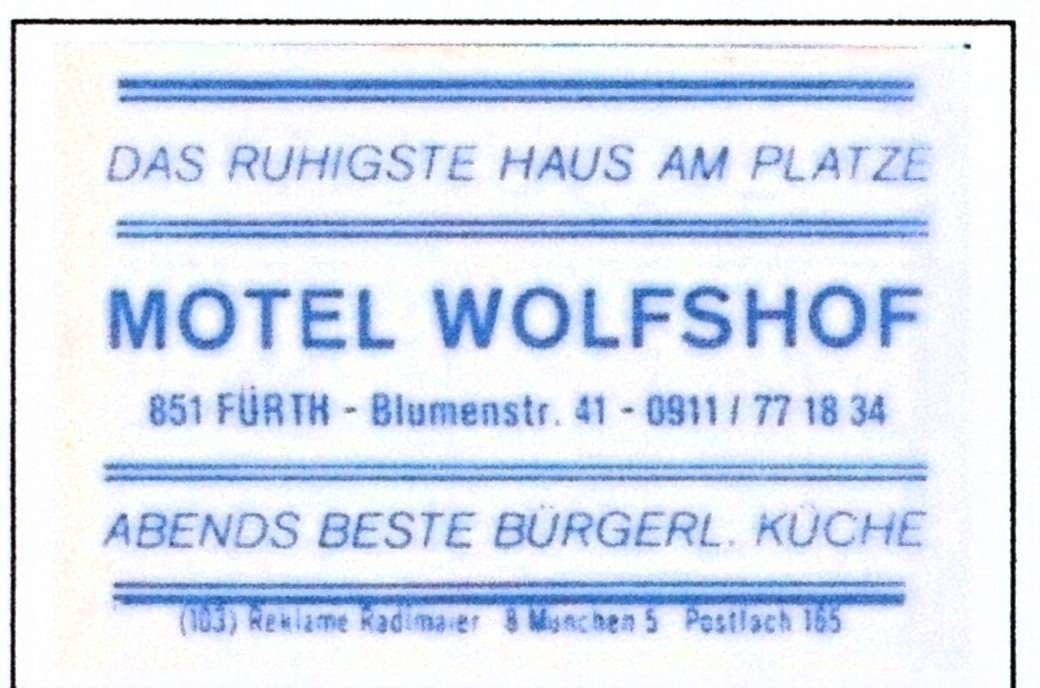 DAS RUHIGSTE HAUS AM PLATZE
MOTEL WOLFSHOF
851 FÜRTH - Blumenstr. 41 - 0911 / 77 18 34
ABENDS BESTE BÜRGERL. KÜCHE
(103) Reklame Radlmaier 8 München 5 Postfach 165